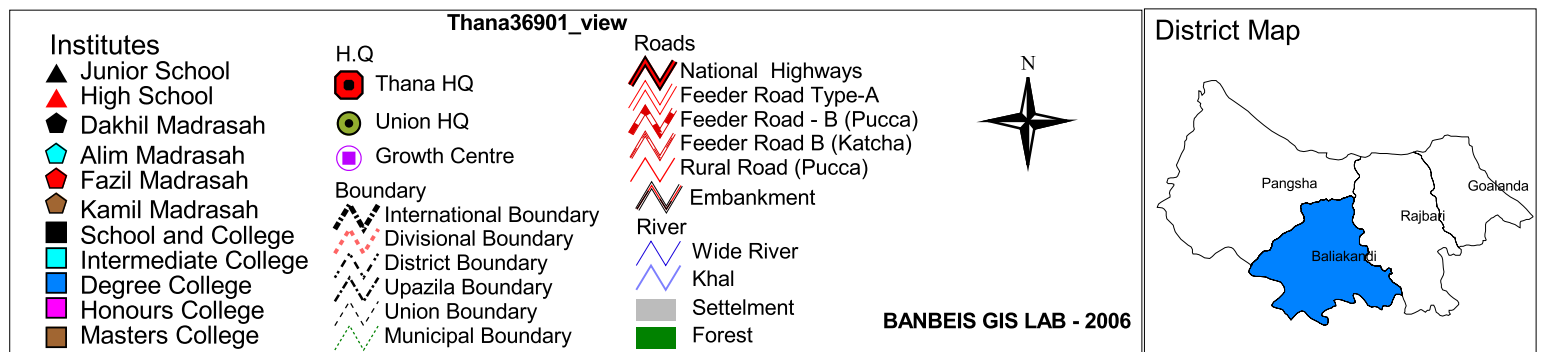 Thana36901_view
Institutes
Junior School
High School
Dakhil Madrasah
Alim Madrasah
Fazil Madrasah
Kamil Madrasah
School and College
Intermediate College
Degree College
Honours College
Masters College
H.Q
Thana HQ
Union HQ
Growth Centre
Boundary
International Boundary
Divisional Boundary
District Boundary
Upazila Boundary
Union Boundary
Municipal Boundary
Roads
National Highways
Feeder Road Type-A
Feeder Road - B (Pucca)
Feeder Road B (Katcha)
Rural Road (Pucca)
Embankment
River
Wide River
Khal
Settelment
Forest
N
BANBEIS GIS LAB - 2006
District Map
Pangsha
Goalanda
Rajbari
Baliakandi